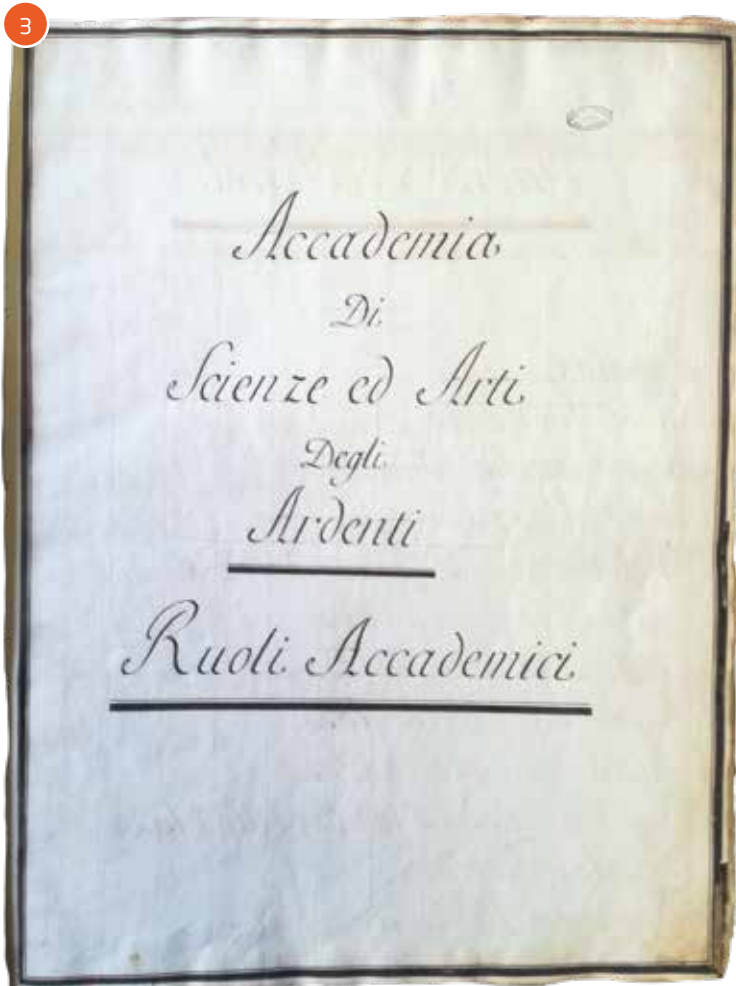 3
Accademia
Di
Scienze ed Arti
Degli
Ardenti
Ruoli Accademici